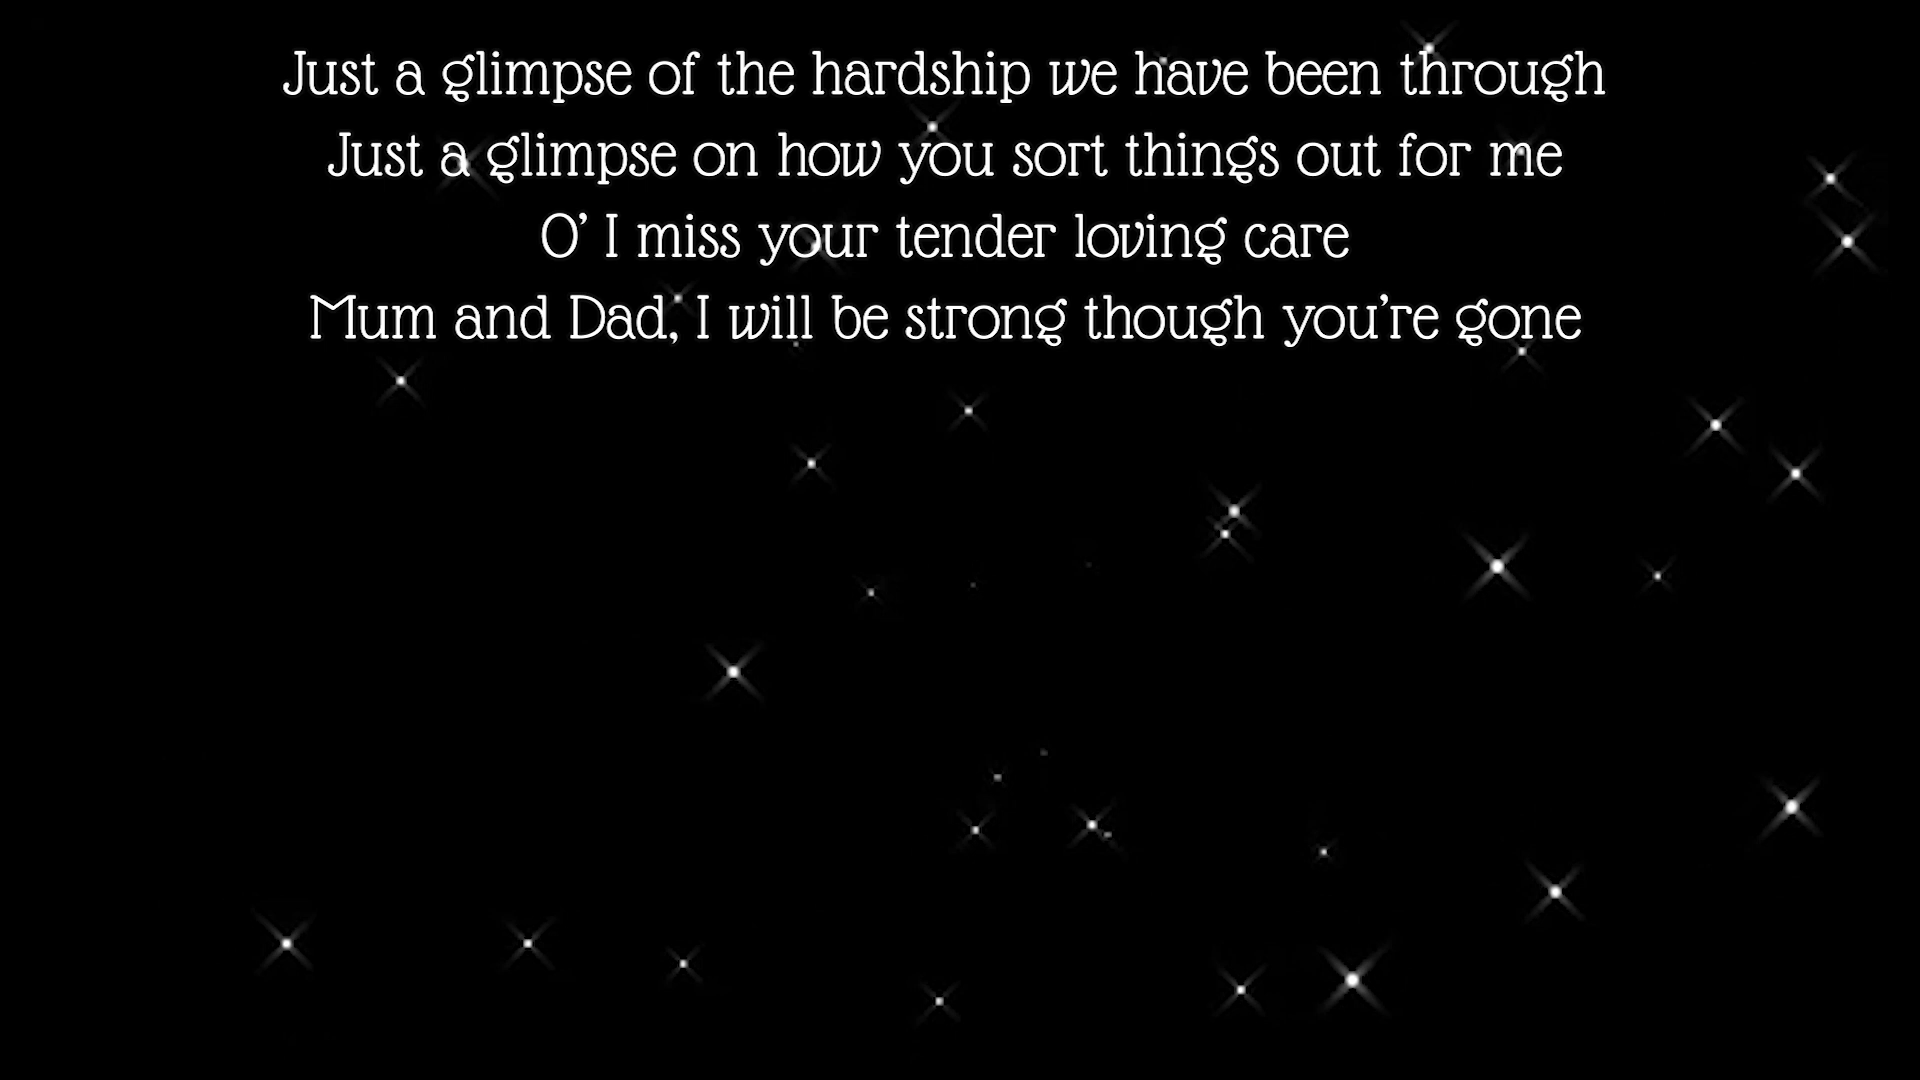 Just a glimpse of the hardship we have been through
Just a glimpse on how you sort things out for me
O’ I miss your tender loving care
Mum and Dad, I will be strong though you’re gone